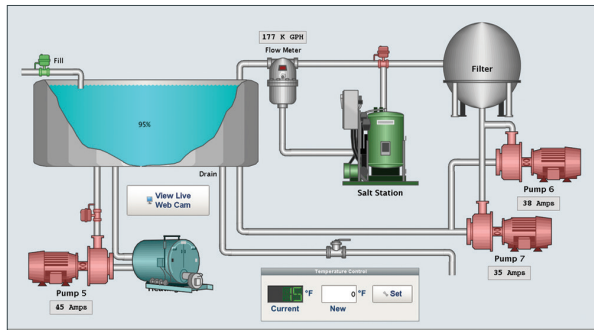 177 K GPH
Flow Meter
Fill
Filter
95%
Drain
Salt Station
View Live
Web Cam
Pump 6
38 Amps
Pump 7
35 Amps
Temperature Control
15 °F
0 °F
Set
Current
New
Pump 5
45 Amps